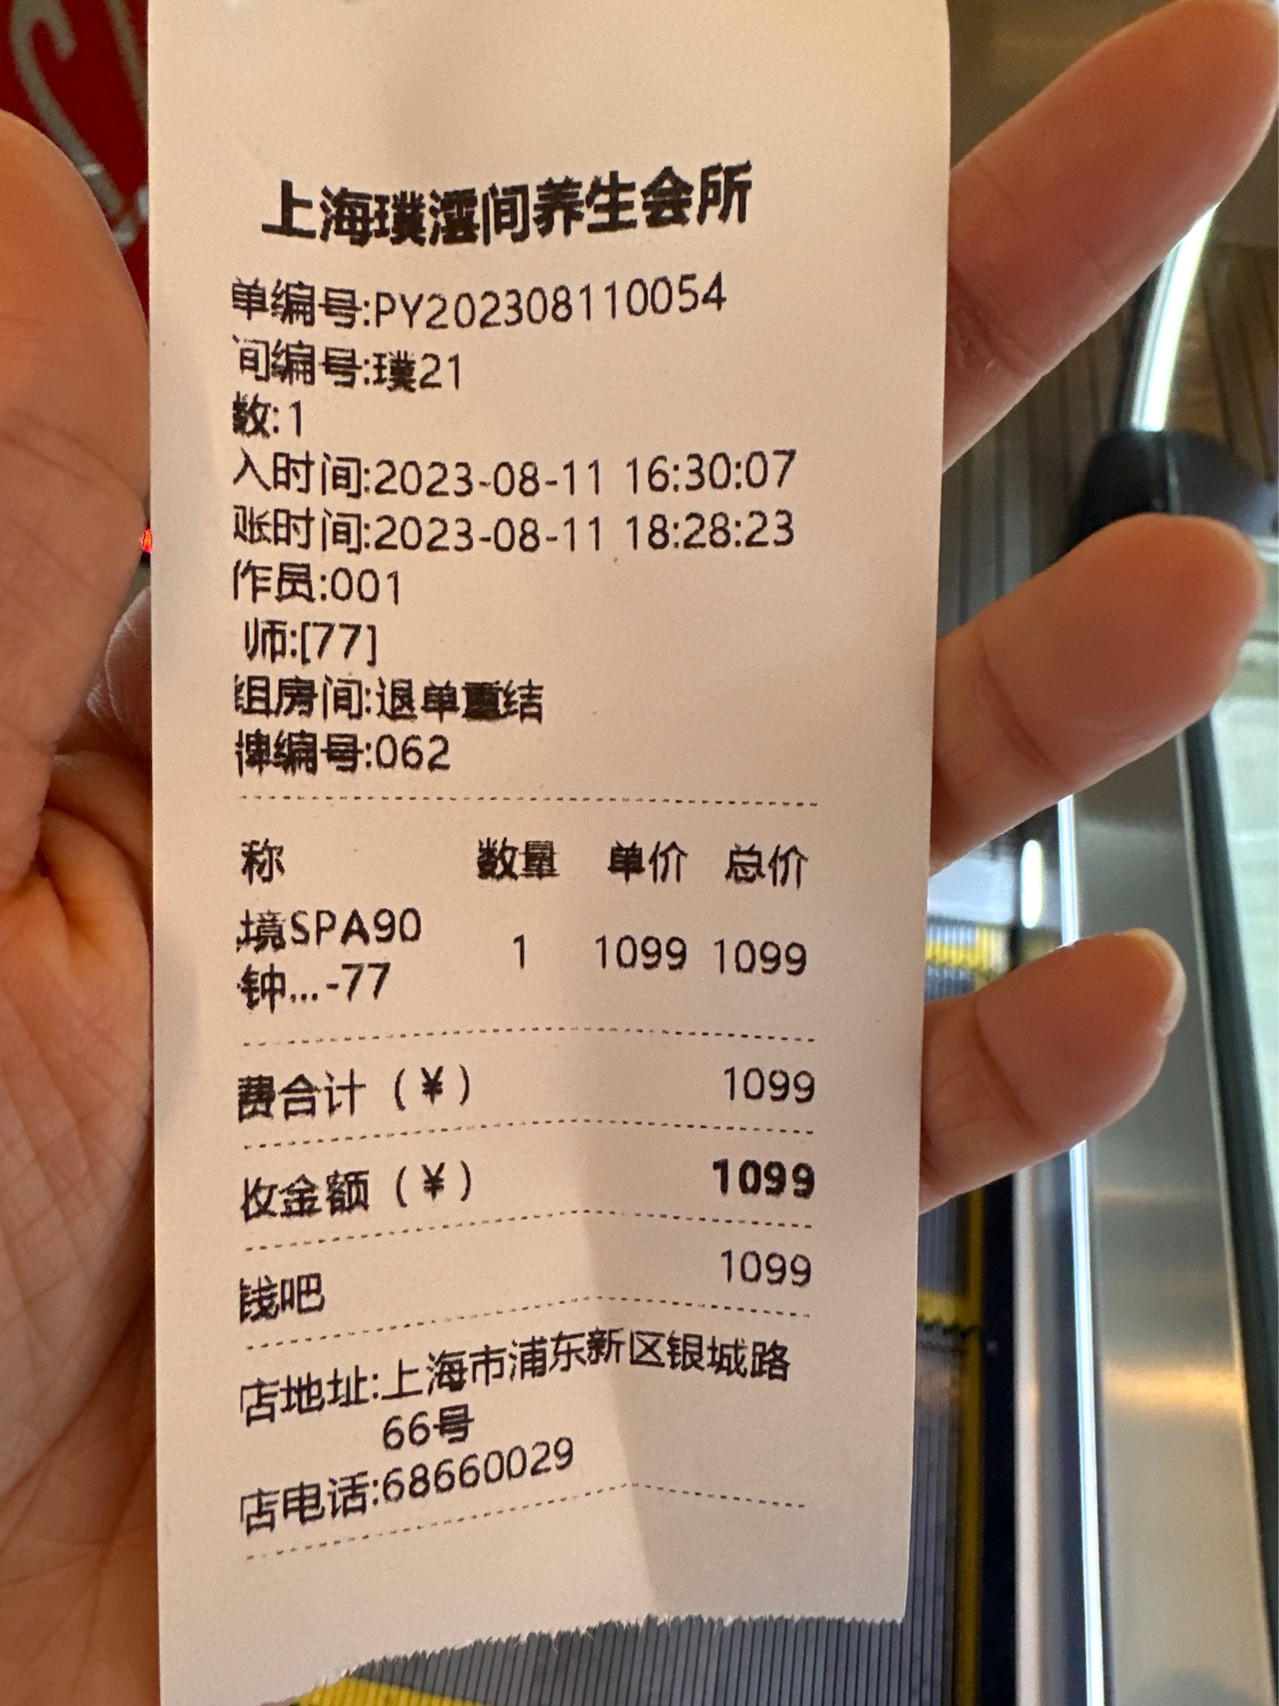 上海璞澐间养生会所
单编号:PY202308110054
间编号:璞21
数:1
入时间:2023-08-11 16:30:07
账时间:2023-08-11 18:28:23
作员:001
师:[77]
组房间:退单重结
牌编号:062
称 数量 单价 总价
境SPA90 1 1099 1099
钟...-77
费合计（¥） 1099
收金额（¥） 1099
钱吧 1099
店地址:上海市浦东新区银城路
66号
店电话:68660029